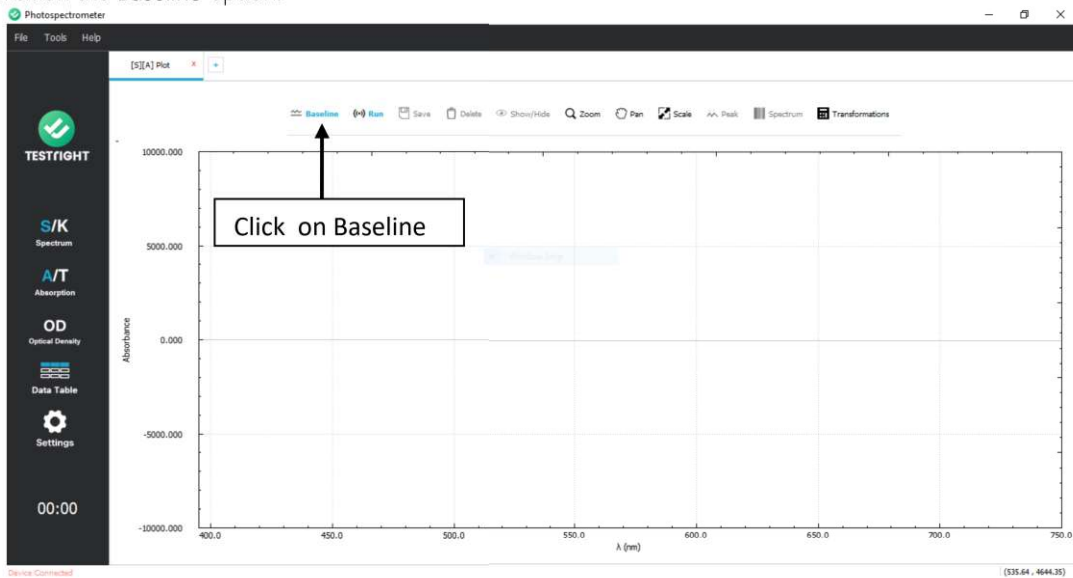 Photospectrometer
File Tools Help
[S][A] Plot x +
Baseline Run Save Delete Show/Hide Zoom Pan Scale Peak Spectrum Transformations
TESTRIGHT
S/K
Spectrum
A/T
Absorption
OD
Optical Density
Data Table
Settings
00:00
Click on Baseline
10000.000
5000.000
0.000
-5000.000
-10000.000
Absorbance
400.0 450.0 500.0 550.0 600.0 650.0 700.0 750.0
λ (nm)
Device Connected
(535.64 , 4644.35)